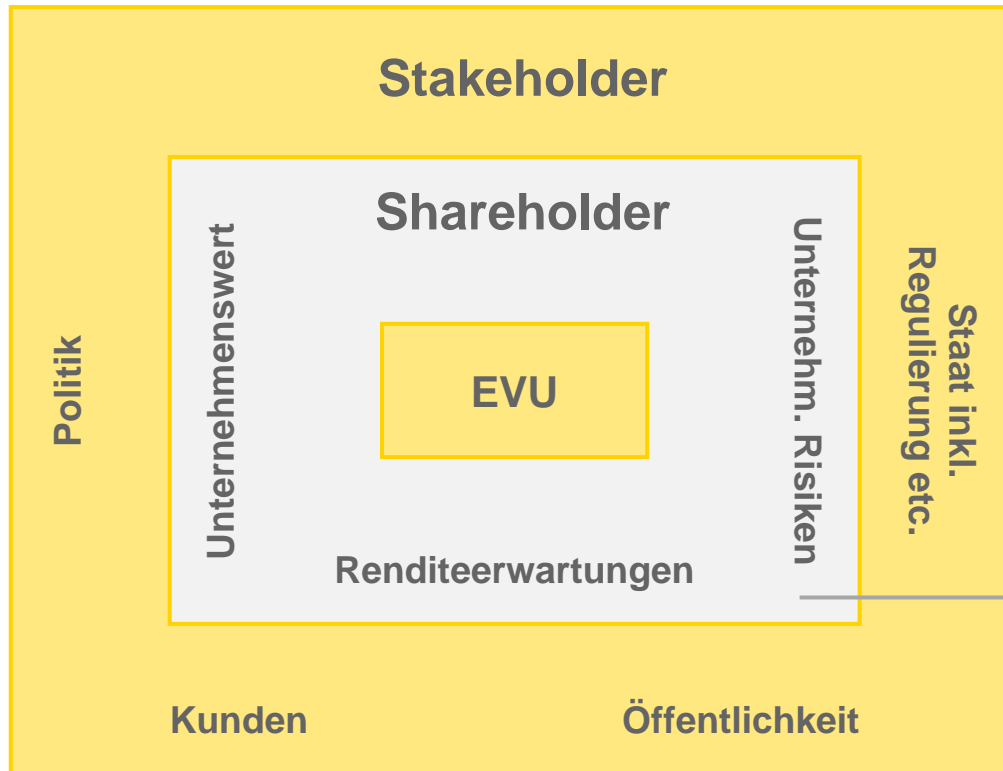 Stakeholder
Shareholder
Politik
Unternehmenswert
EVU
Unternehm. Risiken
Staat inkl.
Regulierung etc.
Renditeerwartungen
Kunden
Öffentlichkeit